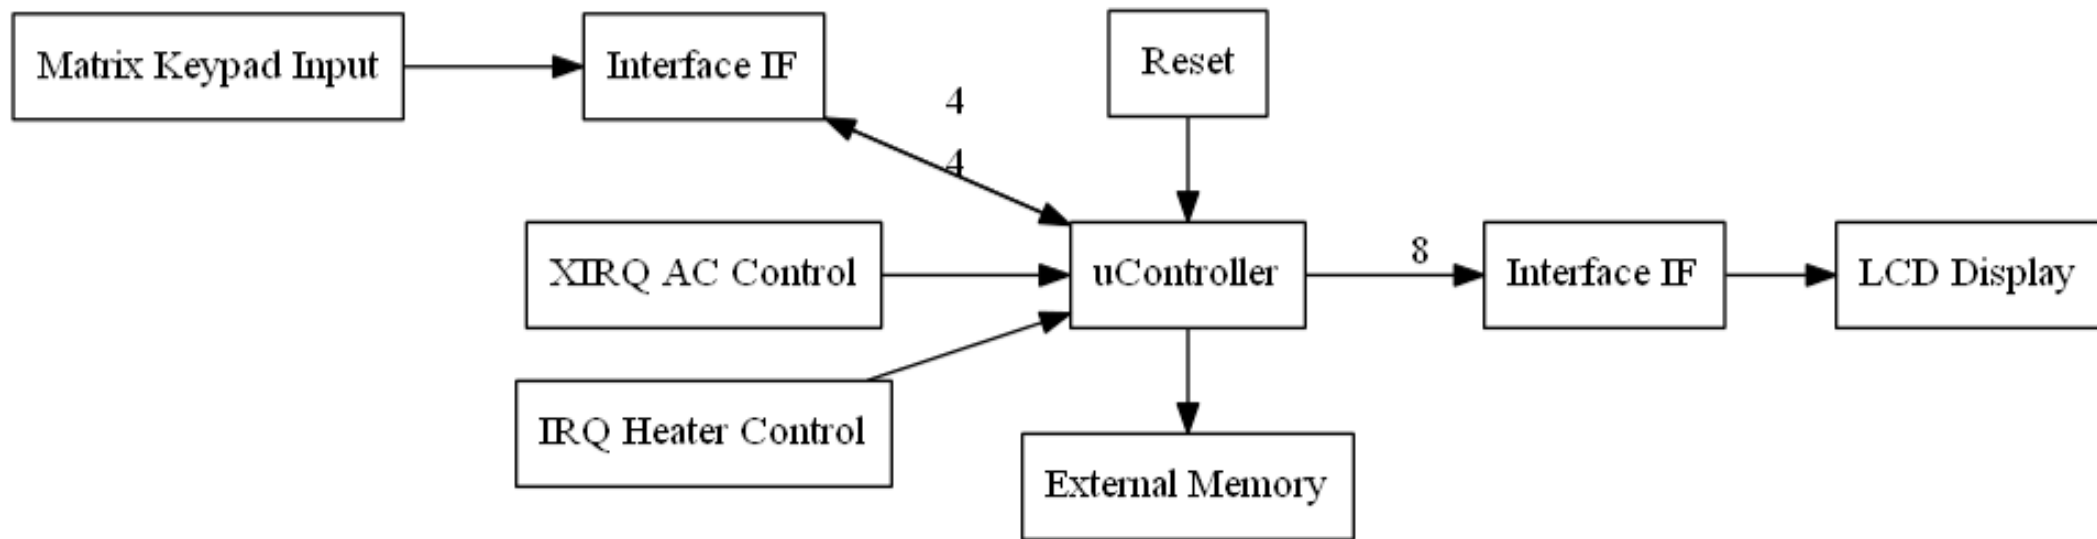 Matrix Keypad Input
Interface IF
4
4
Reset
XIRQ AC Control
uController
8
Interface IF
LCD Display
IRQ Heater Control
External Memory